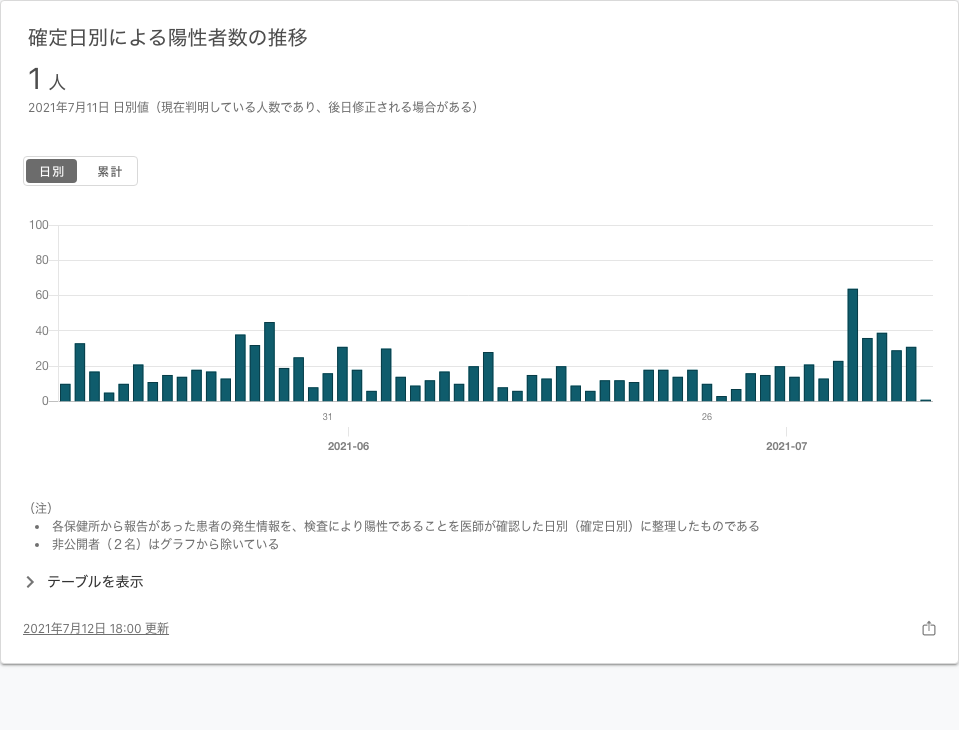 確定日別による陽性者数の推移
1 人
2021年7月11日 日別値（現在判明している人数であり、後日修正される場合がある）
日別 累計
100
80
60
40
20
0
31 26
2021-06 2021-07
（注）
• 各保健所から報告があった患者の発生情報を、検査により陽性であることを医師が確認した日別（確定日別）に整理したものである
• 非公開者（２名）はグラフから除いている
テーブルを表示
2021年7月12日 18:00 更新